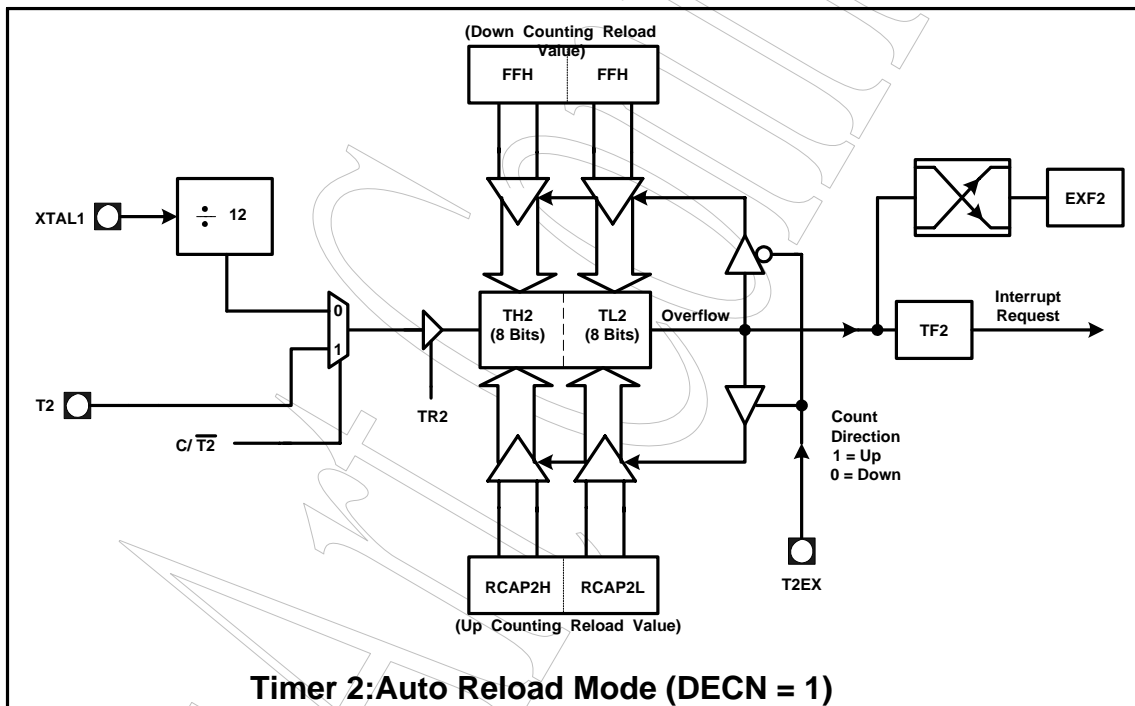 (Down Counting Reload
Value)
FFH FFH
XTAL1
÷ 12
EXF2
0
1
TH2
(8 Bits)
TL2
(8 Bits)
Overflow
TF2
Interrupt
Request
T2
TR2
C/ T2
Count
Direction
1 = Up
0 = Down
T2EX
RCAP2H RCAP2L
(Up Counting Reload Value)
Timer 2:Auto Reload Mode (DECN = 1)